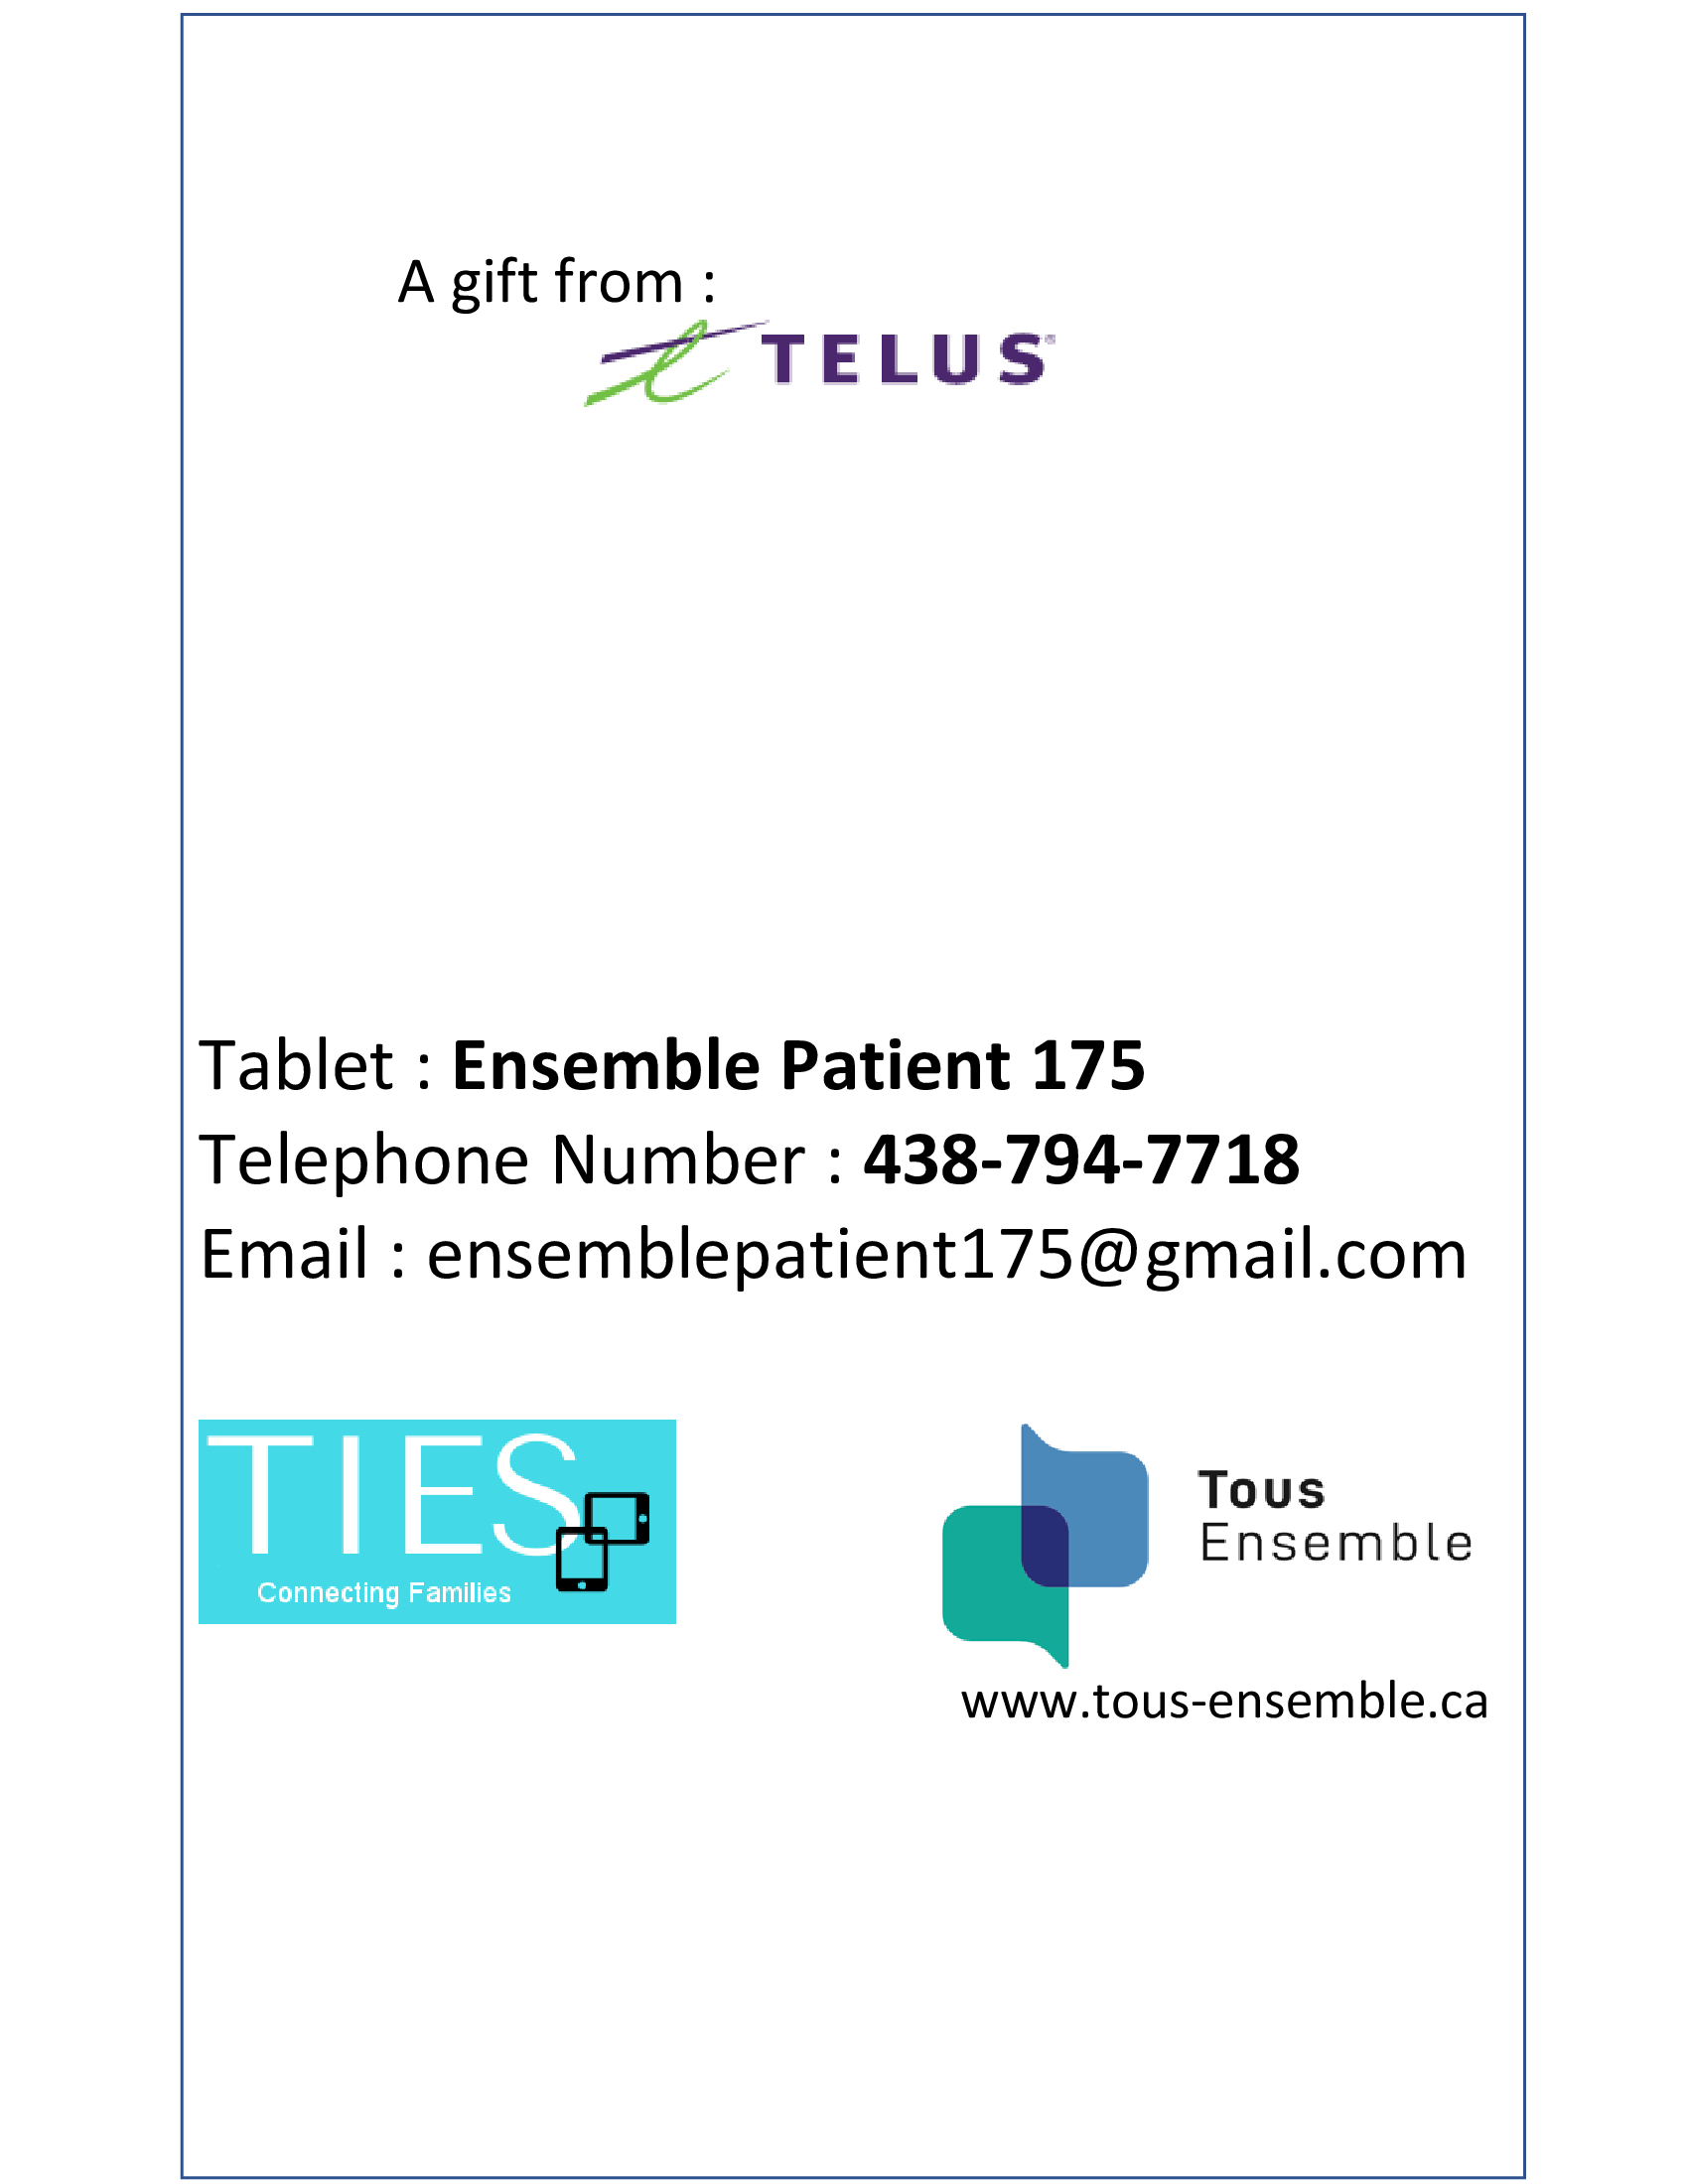 A gift from :
TELUS®
Tablet : Ensemble Patient 175
Telephone Number : 438-794-7718
Email : ensemblepatient175@gmail.com
TIES
Connecting Families
Tous
Ensemble
www.tous-ensemble.ca